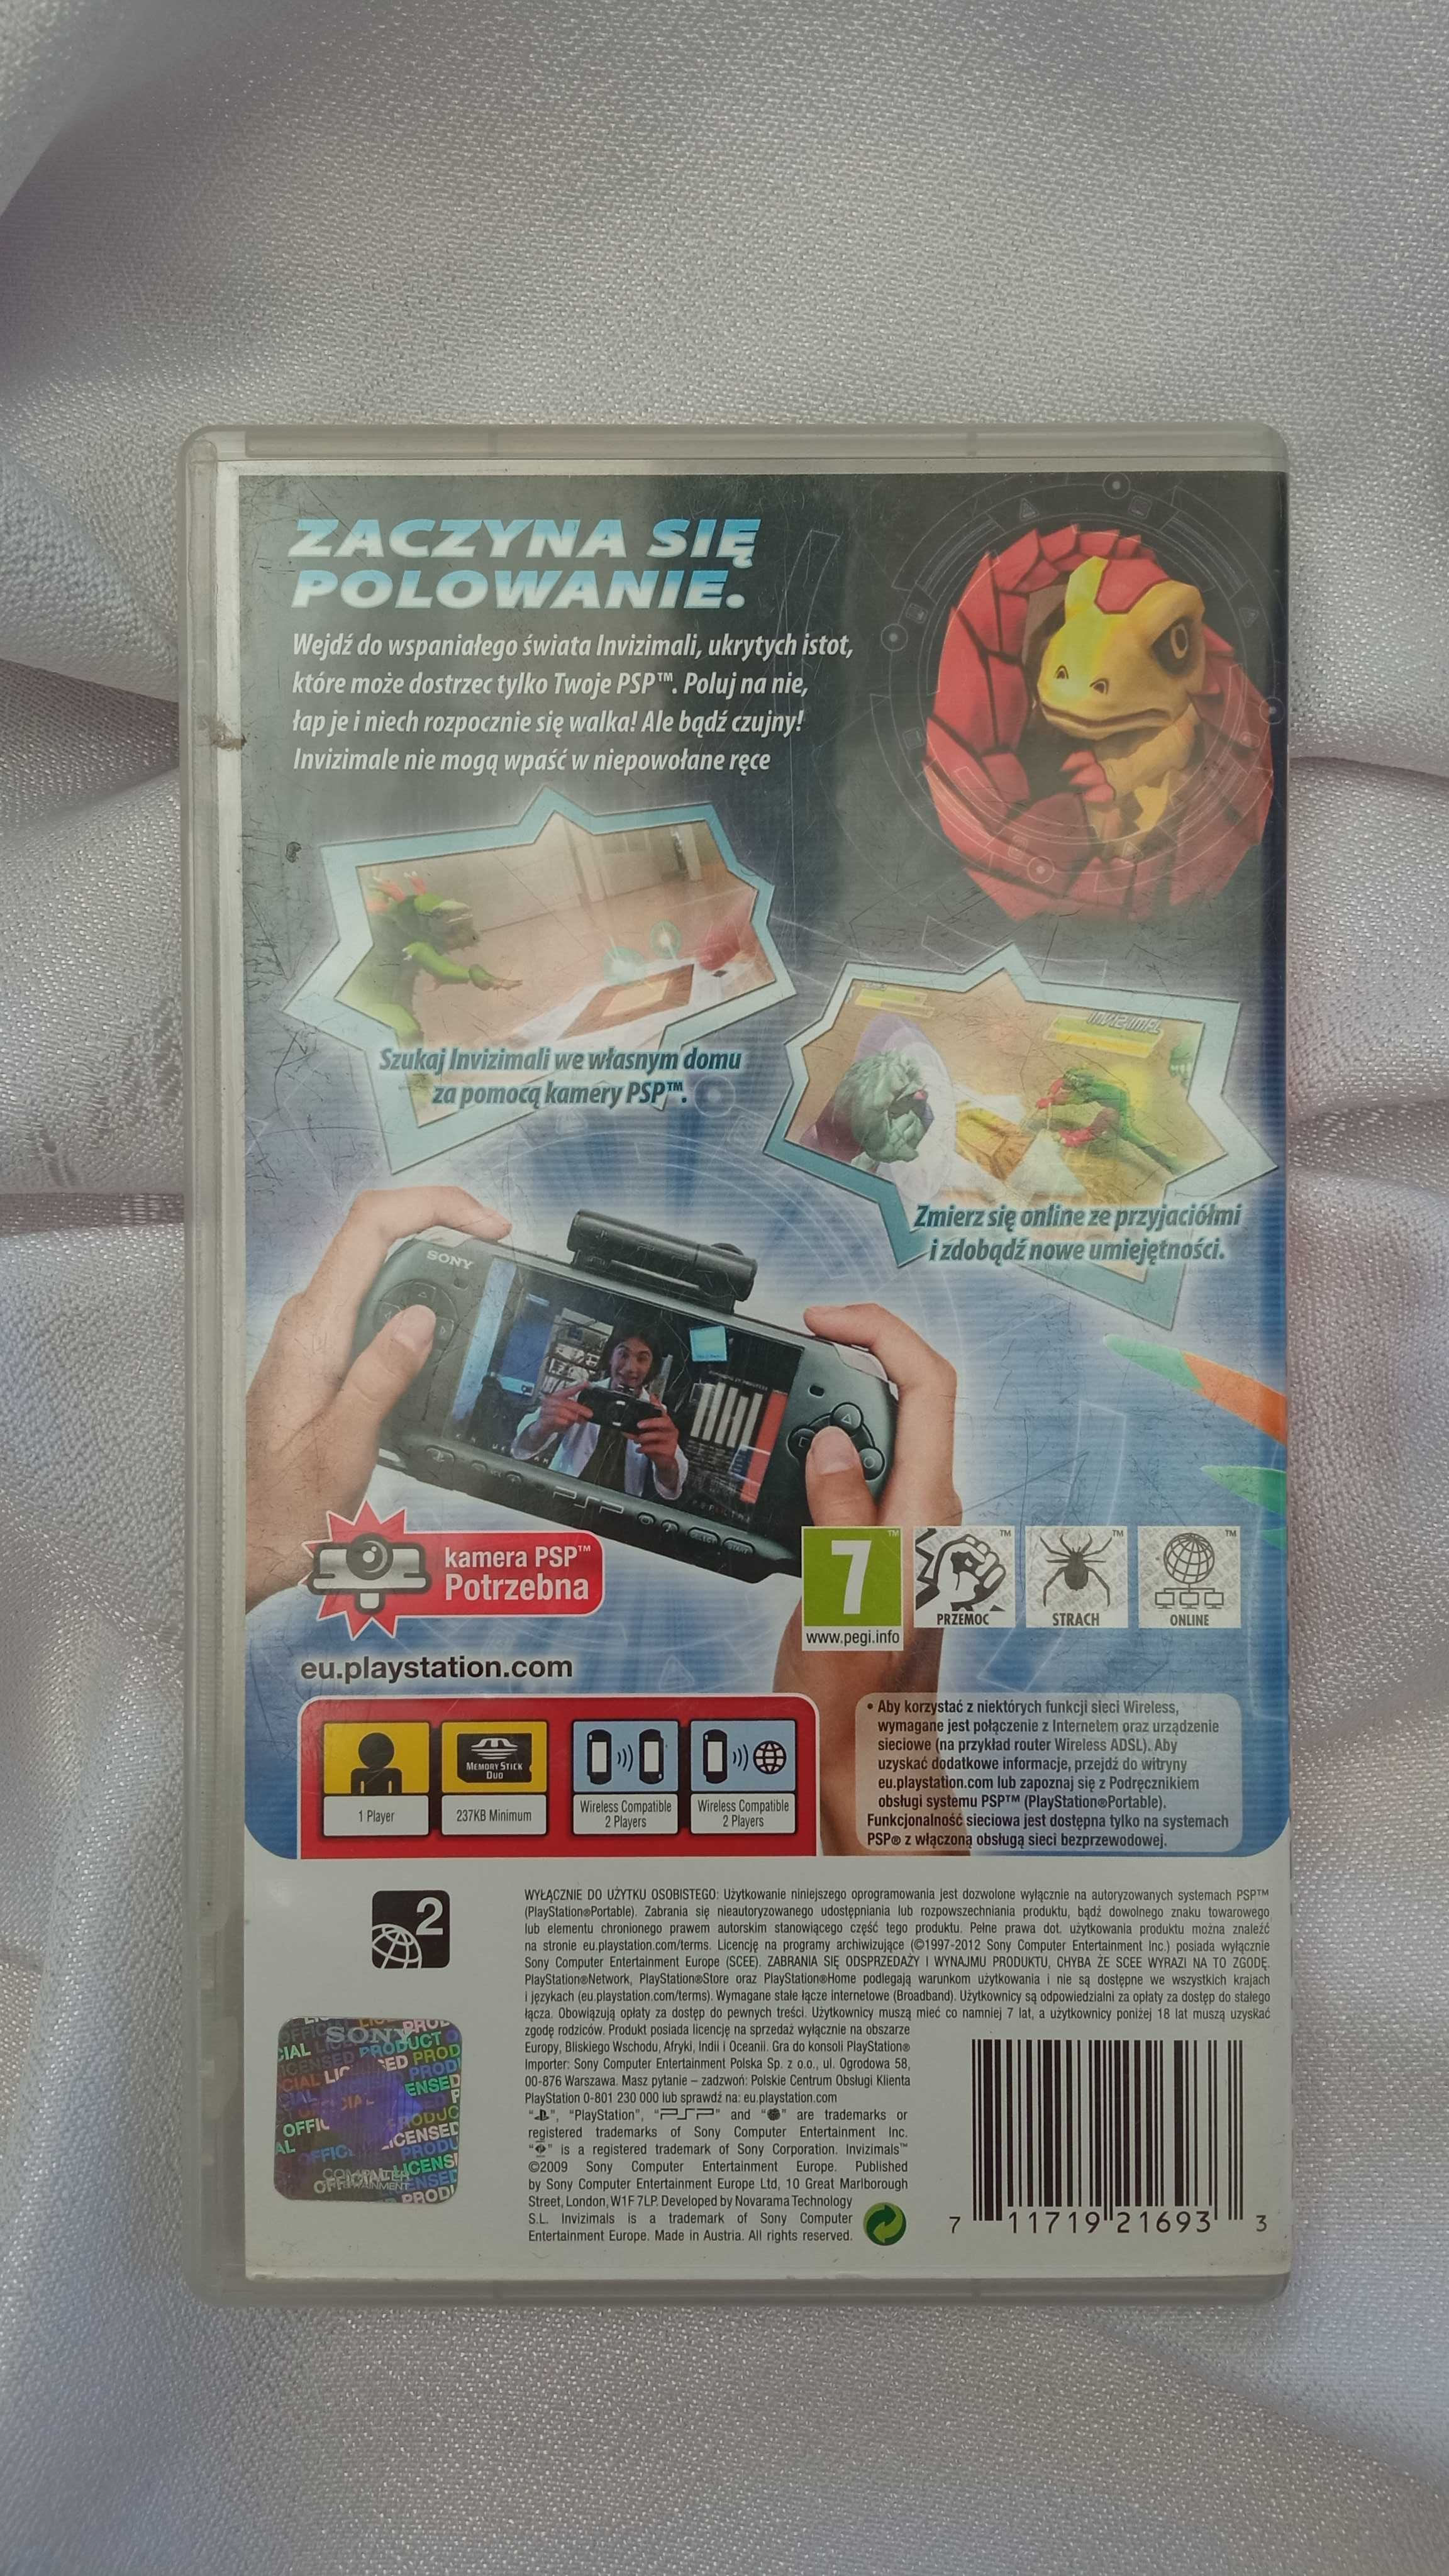 ZACZYNA SIĘ
POLOWANIE.
Wejdź do wspaniałego świata Invizimali, ukrytych istot,
które może dostrzec tylko Twoje PSP™. Poluj na nie,
łap je i niech rozpocznie się walka! Ale bądź czujny!
Invizimale nie mogą wpaść w niepowołane ręce
Szukaj Invizimali we własnym domu
za pomocą kamery PSP™.
Zmierz się online ze przyjaciółmi
i zdobądź nowe umiejętności.
SONY
PSP
kamera PSP™
Potrzebna
7
www.pegi.info
PRZEMOC
STRACH
ONLINE
eu.playstation.com
MEMORY STICK
DUO
1 Player
237KB Minimum
Wireless Compatible
2 Players
Wireless Compatible
2 Players
• Aby korzystać z niektórych funkcji sieci Wireless,
wymagane jest połączenie z Internetem oraz urządzenie
sieciowe (na przykład router Wireless ADSL). Aby
uzyskać dodatkowe informacje, przejdź do witryny
eu.playstation.com lub zapoznaj się z Podręcznikiem
obsługi systemu PSP™ (PlayStation®Portable).
Funkcjonalność sieciowa jest dostępna tylko na systemach
PSP® z włączoną obsługą sieci bezprzewodowej.
2
WYŁĄCZNIE DO UŻYTKU OSOBISTEGO: Użytkowanie niniejszego oprogramowania jest dozwolone wyłącznie na autoryzowanych systemach PSP™
(PlayStation®Portable). Zabrania się nieautoryzowanego udostępniania lub rozpowszechniania produktu, bądź dowolnego znaku towarowego
lub elementu chronionego prawem autorskim stanowiącego część tego produktu. Pełne prawa dot. użytkowania produktu można znaleźć
na stronie eu.playstation.com/terms. Licencję na programy archiwizujące (©1997-2012 Sony Computer Entertainment Inc.) posiada wyłącznie
Sony Computer Entertainment Europe (SCEE). ZABRANIA SIĘ ODSPRZEDAŻY I WYNAJMU PRODUKTU, CHYBA ŻE SCEE WYRAZI NA TO ZGODĘ.
PlayStation®Network, PlayStation®Store oraz PlayStation®Home podlegają warunkom użytkowania i nie są dostępne we wszystkich krajach
i językach (eu.playstation.com/terms). Wymagane stałe łącze internetowe (Broadband). Użytkownicy są odpowiedzialni za opłaty za dostęp do stałego
łącza. Obowiązują opłaty za dostęp do pewnych treści. Użytkownicy muszą mieć co namniej 7 lat, a użytkownicy poniżej 18 lat muszą uzyskać
zgodę rodziców. Produkt posiada licencję na sprzedaż wyłącznie na obszarze
Europy, Bliskiego Wschodu, Afryki, Indii i Oceanii. Gra do konsoli PlayStation®
Importer: Sony Computer Entertainment Polska Sp. z o.o., ul. Ogrodowa 58,
00-876 Warszawa. Masz pytanie – zadzwoń: Polskie Centrum Obsługi Klienta
PlayStation 0-801 230 000 lub sprawdź na: eu.playstation.com
“ ”, “PlayStation”, “PSP” and “ ” are trademarks or
registered trademarks of Sony Computer Entertainment Inc.
“ ” is a registered trademark of Sony Corporation. Invizimals™
©2009 Sony Computer Entertainment Europe. Published
by Sony Computer Entertainment Europe Ltd, 10 Great Marlborough
Street, London, W1F 7LP. Developed by Novarama Technology
S.L. Invizimals is a trademark of Sony Computer
Entertainment Europe. Made in Austria. All rights reserved.
SONY
7 11719 21693 3